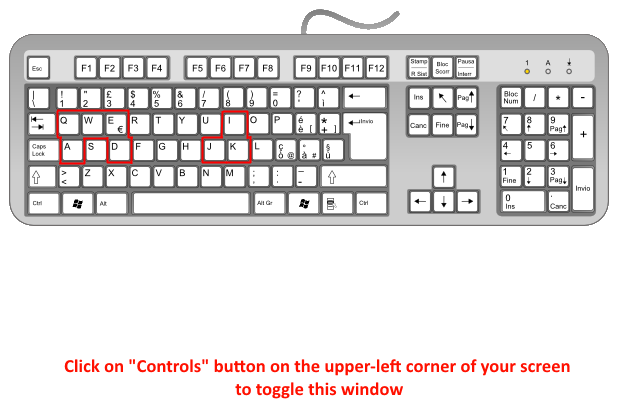 Esc F1 F2 F3 F4 F5 F6 F7 F8 F9 F10 F11 F12 Stamp Bloc Pausa 1 A
R Sist Scorr Interr
| ! " £ $ % & / ( ) = ? ^ ← Ins ↖ Pag↑ Bloc / * -
\ 1 2 3 4 5 6 7 8 9 0 ' ì Num
Q W E R T Y U I O P é * Invio Canc Fine Pag↓ 7 8 9 +
€ è [ + ] ↖ ↑ Pag↑
Caps A S D F G H J K L ç ° § 4 5 6
Lock ò @ à # ù ← →
⇧ > Z X C V B N M ; : _ ⇧ ↑ 1 2 3 Invio
< , . - Fine ↓ Pag↓
Ctrl Alt Alt Gr Ctrl ← ↓ → 0 .
Ins Canc
Click on "Controls" button on the upper-left corner of your screen
to toggle this window